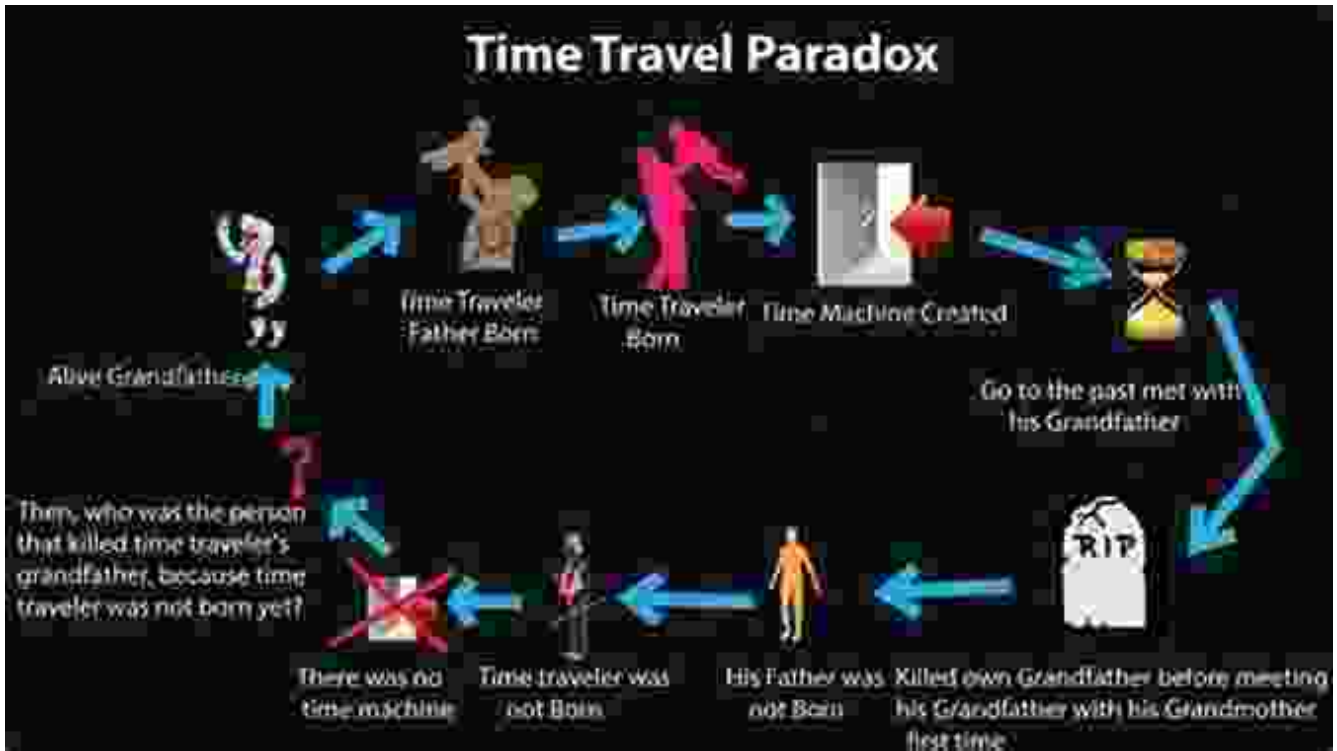 Time Travel Paradox
Time Traveler
Father Born
Time Traveler
Born
Time Machine Created
Go to the past met with
his Grandfather
Alive Grandfather
?
Then, who was the person
that killed time traveler's
grandfather, because time
traveler was not born yet?
RIP
There was no
time machine
Time traveler was
not Born
His Father was
not Born
Killed own Grandfather before meeting
his Grandfather with his Grandmother
first time